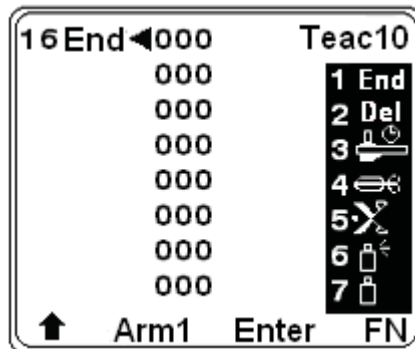 16 End◀000 Teac10
000 1 End
000 2 Del
000 3
000 4
000 5
000 6
000 7
⬆ Arm1 Enter FN